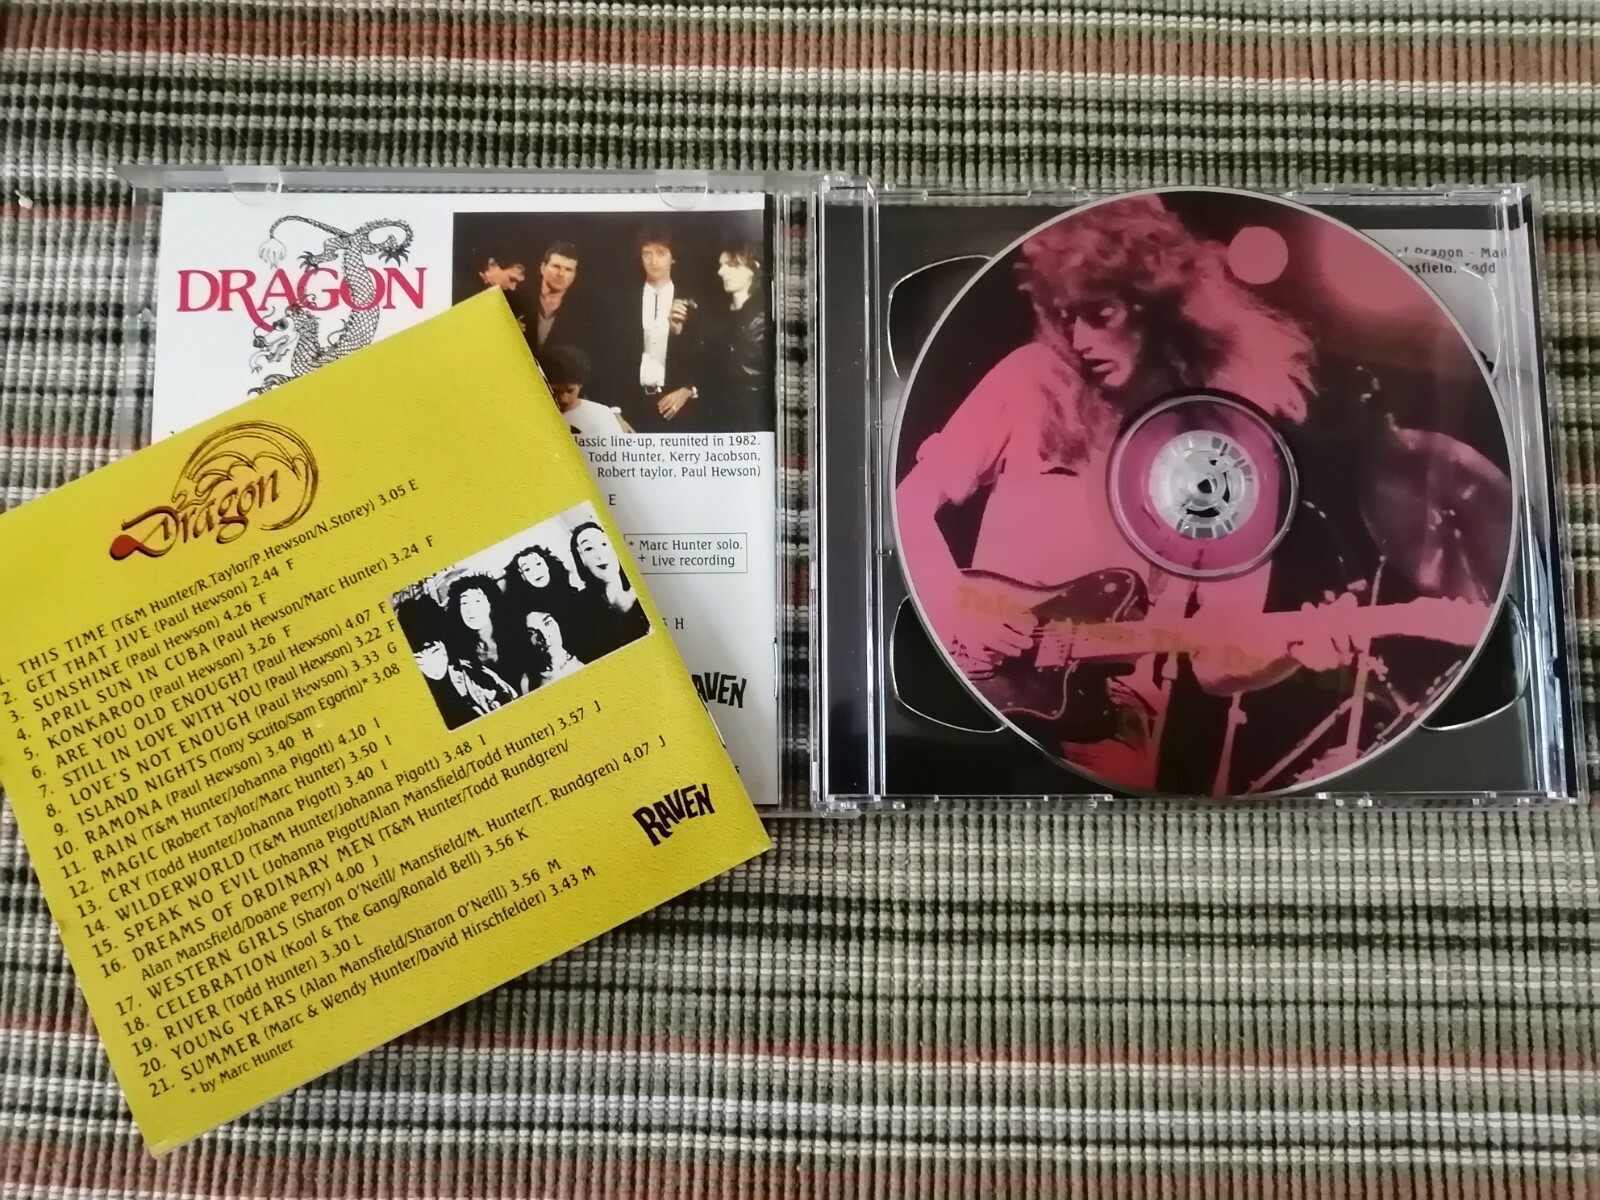 DRAGON
lassic line-up, reunited in 1982.
Todd Hunter, Kerry Jacobson,
Robert taylor, Paul Hewson)
E
* Marc Hunter solo.
+ Live recording
H
RAVEN
Dragon
1. THIS TIME (T&M Hunter/R.Taylor/P.Hewson/N.Storey) 3.05 E
2. GET THAT JIVE (Paul Hewson) 2.44 F
3. SUNSHINE (Paul Hewson) 4.26 F
4. APRIL SUN IN CUBA (Paul Hewson/Marc Hunter) 3.24 F
5. KONKAROO (Paul Hewson) 3.26 F
6. ARE YOU OLD ENOUGH? (Paul Hewson) 4.07 F
7. STILL IN LOVE WITH YOU (Paul Hewson) 3.22 F
8. LOVE'S NOT ENOUGH (Paul Hewson) 3.33 G
9. ISLAND NIGHTS (Tony Scuito/Sam Egorin)* 3.08
10. RAMONA (Paul Hewson) 3.40 H
11. RAIN (T&M Hunter/Johanna Pigott) 4.10 I
12. MAGIC (Robert Taylor/Marc Hunter) 3.50 I
13. CRY (Todd Hunter/Johanna Pigott) 3.40 I
14. WILDERWORLD (T&M Hunter/Johanna Pigott) 3.48 I
15. SPEAK NO EVIL (Johanna Pigott/Alan Mansfield/Todd Hunter) 3.57 J
16. DREAMS OF ORDINARY MEN (T&M Hunter/Todd Rundgren/
Alan Mansfield/Doane Perry) 4.00 J
17. WESTERN GIRLS (Sharon O'Neill/ Mansfield/M. Hunter/T. Rundgren) 4.07 J
18. CELEBRATION (Kool & The Gang/Ronald Bell) 3.56 K
19. RIVER (Todd Hunter) 3.30 L
20. YOUNG YEARS (Alan Mansfield/Sharon O'Neill) 3.56 M
21. SUMMER (Marc & Wendy Hunter/David Hirschfelder) 3.43 M
* by Marc Hunter
RAVEN
of Dragon - Mad
nsfield, Todd
Tales From The